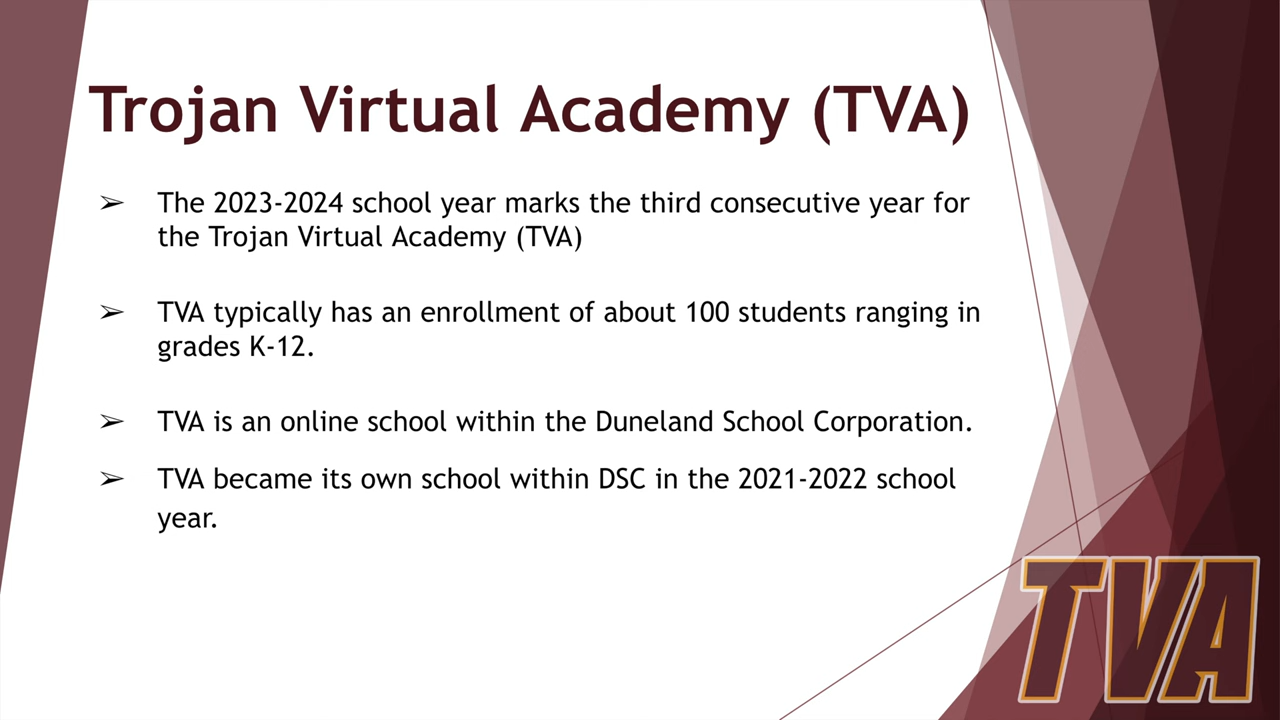 Trojan Virtual Academy (TVA)
➢ The 2023-2024 school year marks the third consecutive year for
the Trojan Virtual Academy (TVA)
➢ TVA typically has an enrollment of about 100 students ranging in
grades K-12.
➢ TVA is an online school within the Duneland School Corporation.
➢ TVA became its own school within DSC in the 2021-2022 school
year.
TVA